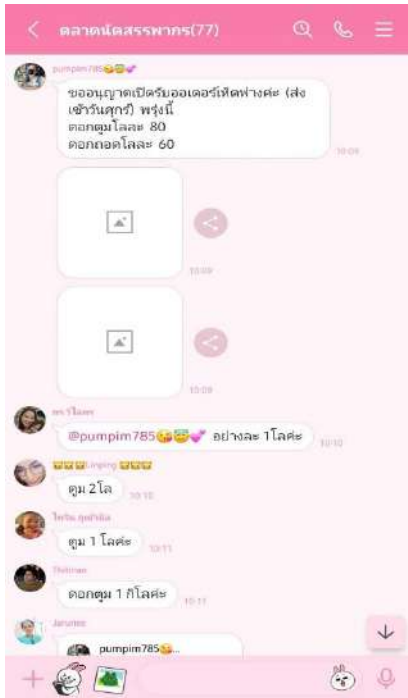 ตลาดนัดสรรพากร(77)
pumpim785😘😇💕
ขออนุญาตเปิดรับออเดอร์เห็ดฟางค่ะ (ส่ง
เช้าวันศุกร์) พรุ่งนี้
ดอกตูมโลละ 80
ดอกถอดโลละ 60
10:09
10:09
10:09
@pumpim785😘😇💕 อย่างละ 1โลค่ะ
10:10
Linping
ตูม 2โล
10:10
ตูม 1 โลค่ะ
10:11
ดอกตูม 1 กิโลค่ะ
10:11
Jarunee
pumpim785😘...